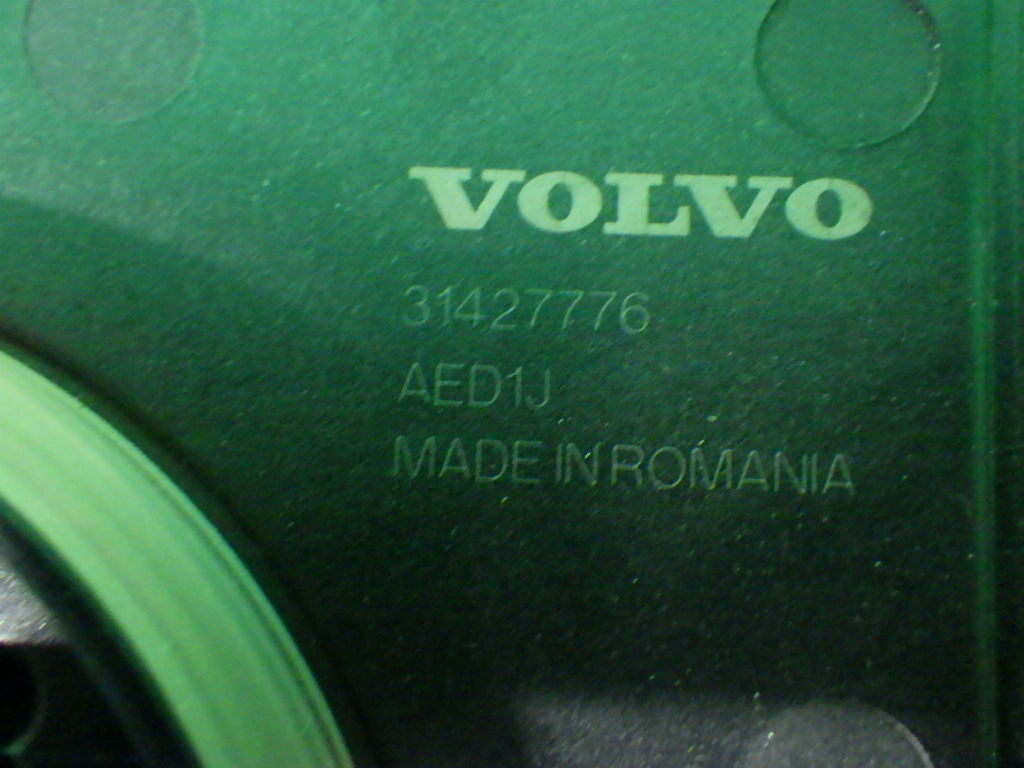 VOLVO
31427776
AED1J
MADE IN ROMANIA